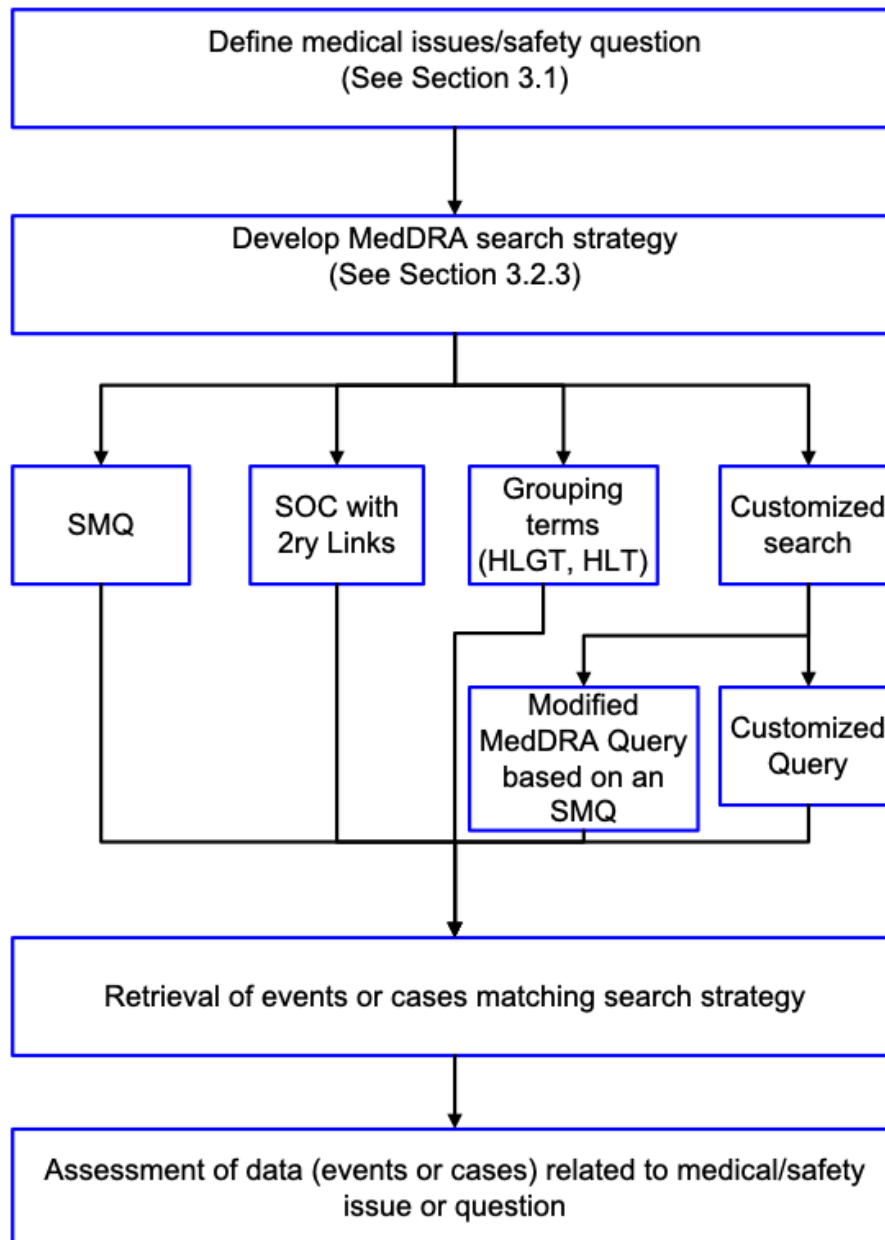 Define medical issues/safety question
(See Section 3.1)
Develop MedDRA search strategy
(See Section 3.2.3)
SMQ
SOC with
2ry Links
Grouping
terms
(HLGT, HLT)
Customized
search
Modified
MedDRA Query
based on an
SMQ
Customized
Query
Retrieval of events or cases matching search strategy
Assessment of data (events or cases) related to medical/safety
issue or question